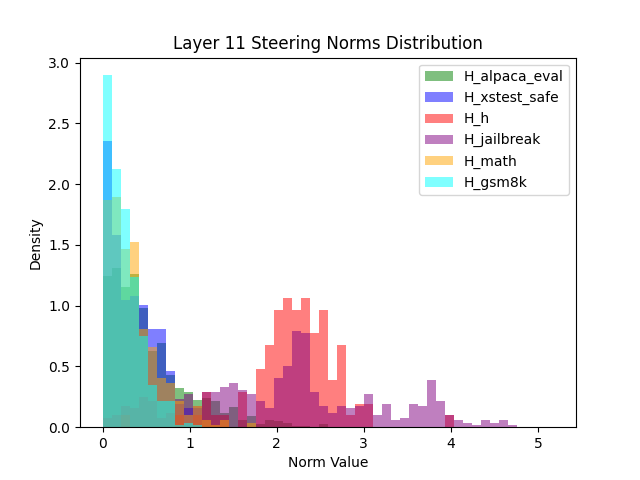 Layer 11 Steering Norms Distribution
3.0
2.5
2.0
1.5
1.0
0.5
0.0
Density
0 1 2 3 4 5
Norm Value
H_alpaca_eval
H_xstest_safe
H_h
H_jailbreak
H_math
H_gsm8k